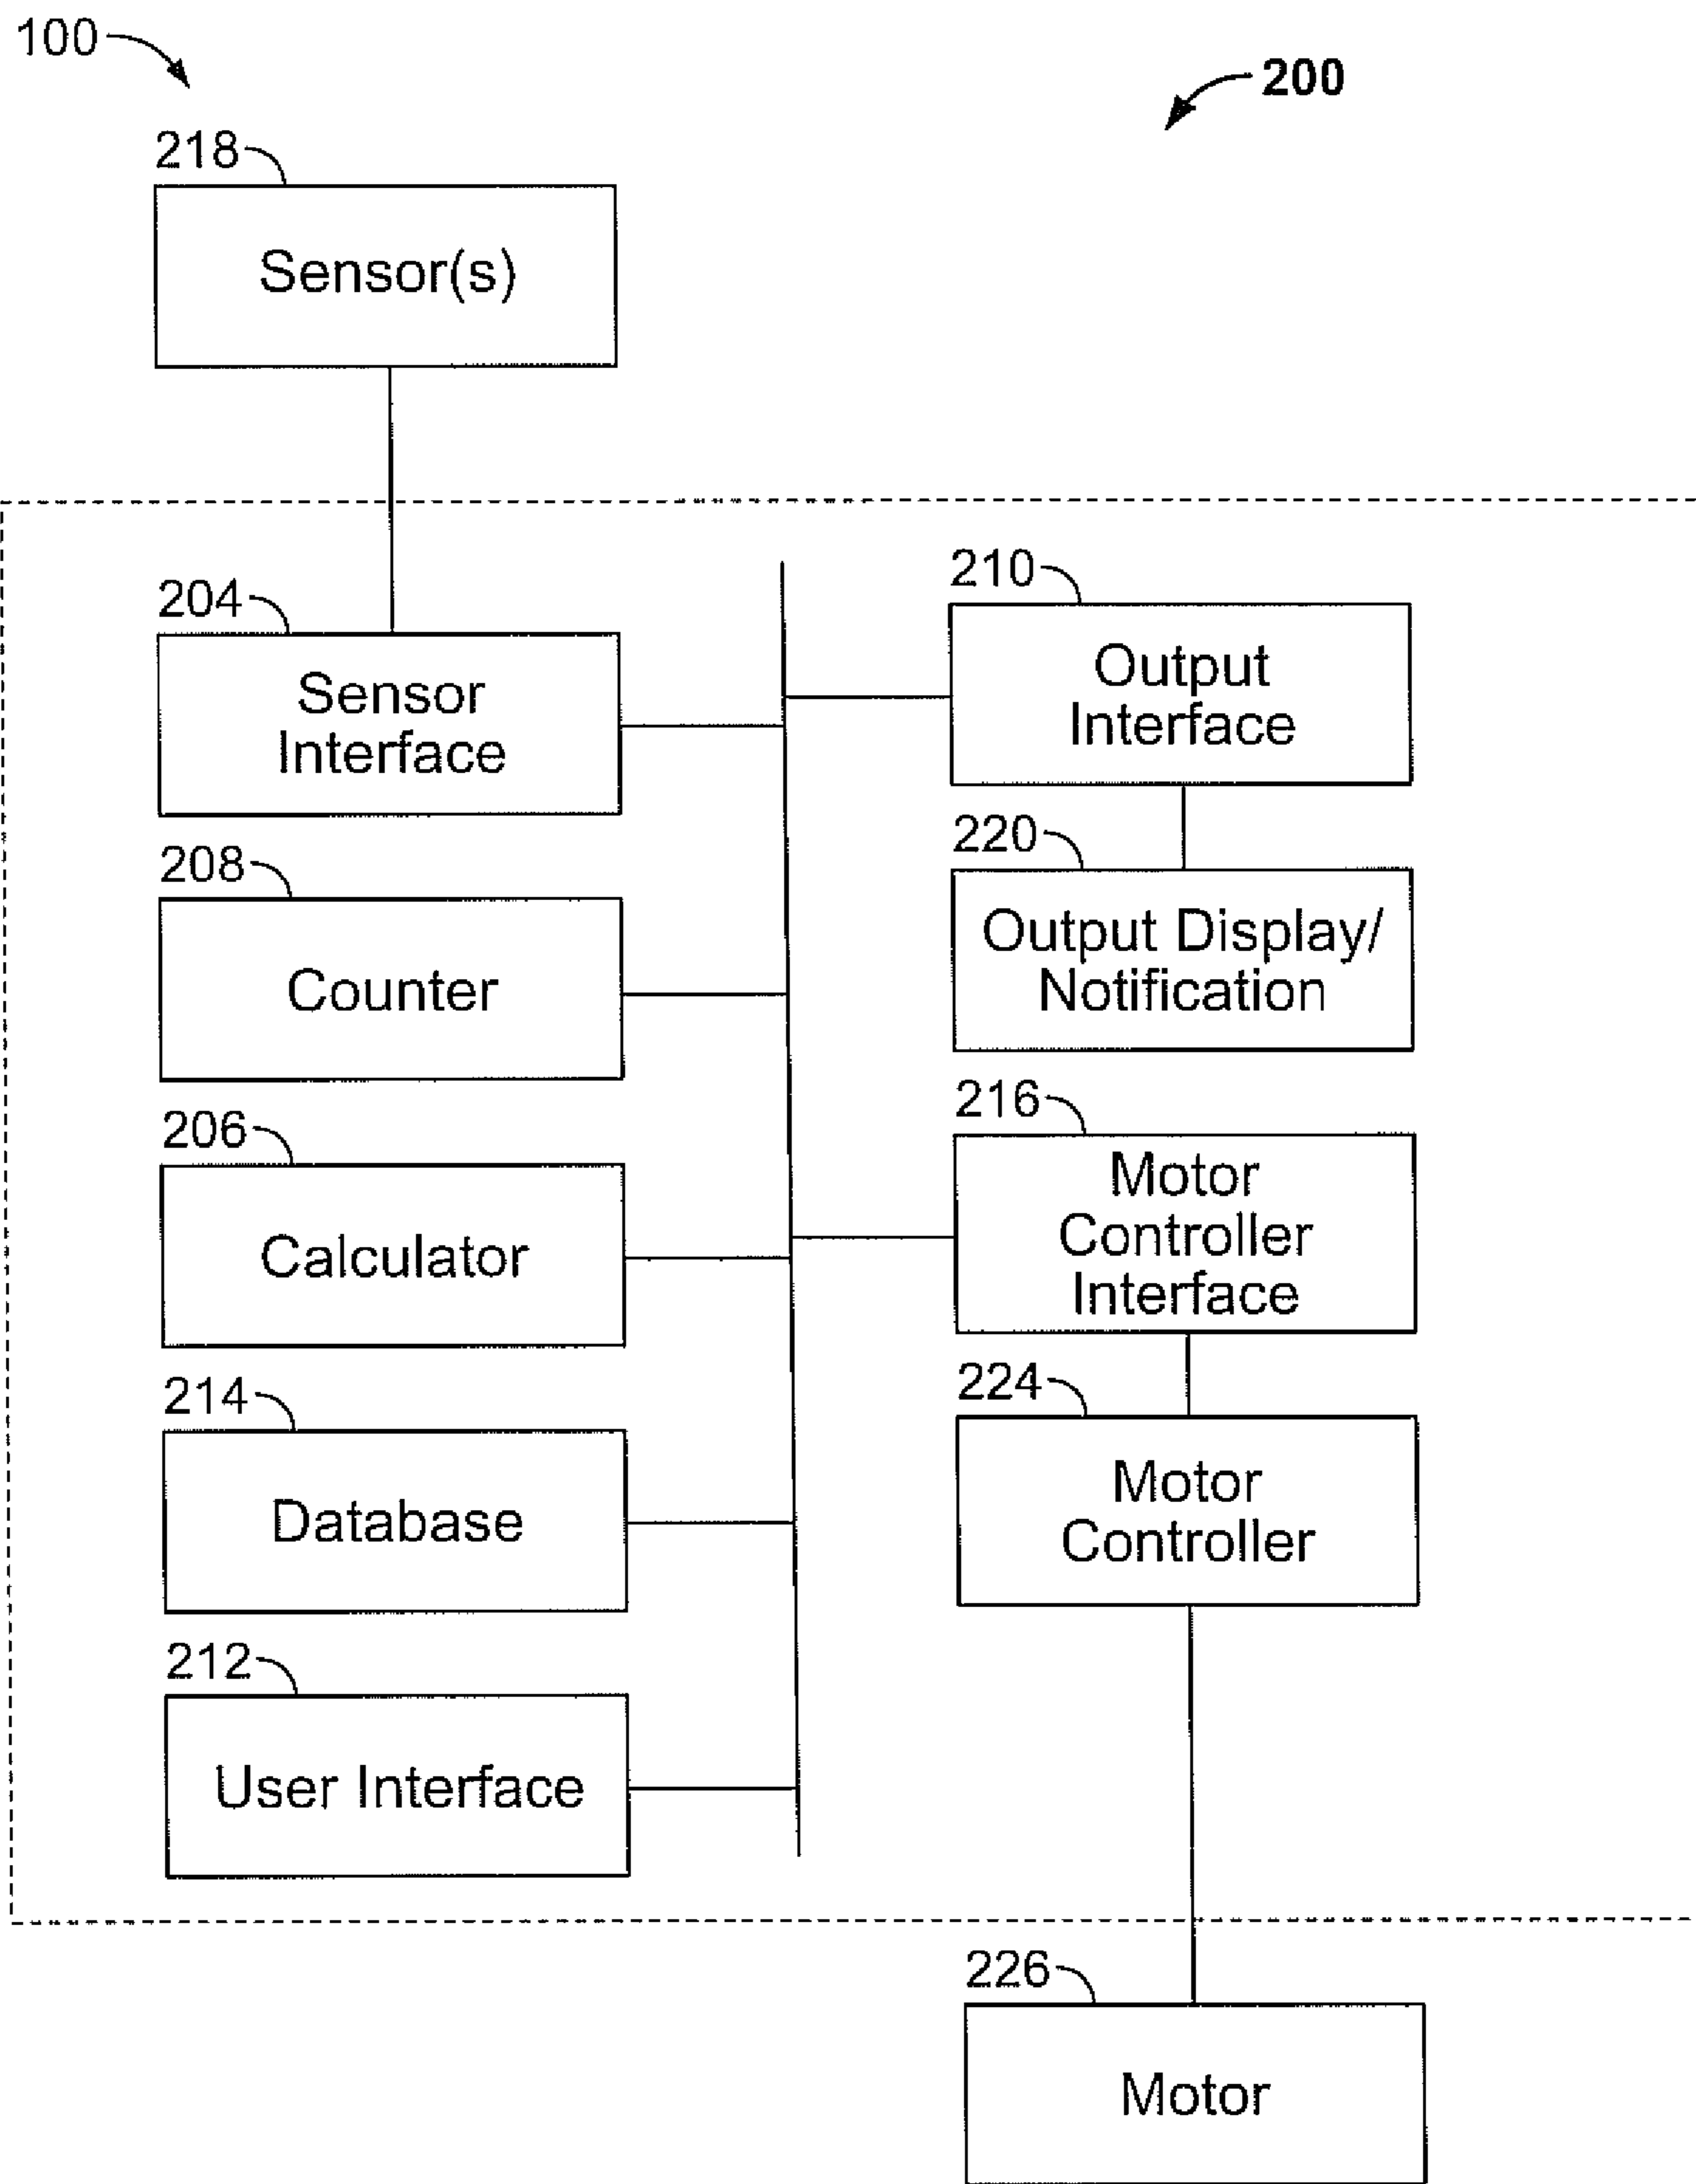 100
200
218
Sensor(s)
204
Sensor
Interface
210
Output
Interface
208
Counter
220
Output Display/
Notification
206
Calculator
216
Motor
Controller
Interface
214
Database
224
Motor
Controller
212
User Interface
226
Motor